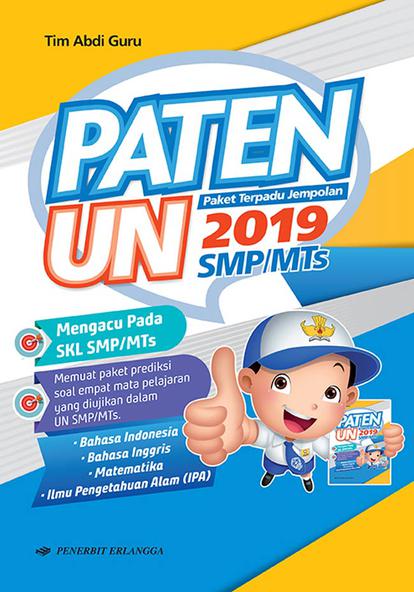 Tim Abdi Guru
PATEN
Paket Terpadu Jempolan
UN 2019
SMP/MTs
Mengacu Pada
SKL SMP/MTs
Memuat paket prediksi
soal empat mata pelajaran
yang diujikan dalam
UN SMP/MTs.
• Bahasa Indonesia
• Bahasa Inggris
• Matematika
• Ilmu Pengetahuan Alam (IPA)
PATEN
UN 2019
PENERBIT ERLANGGA